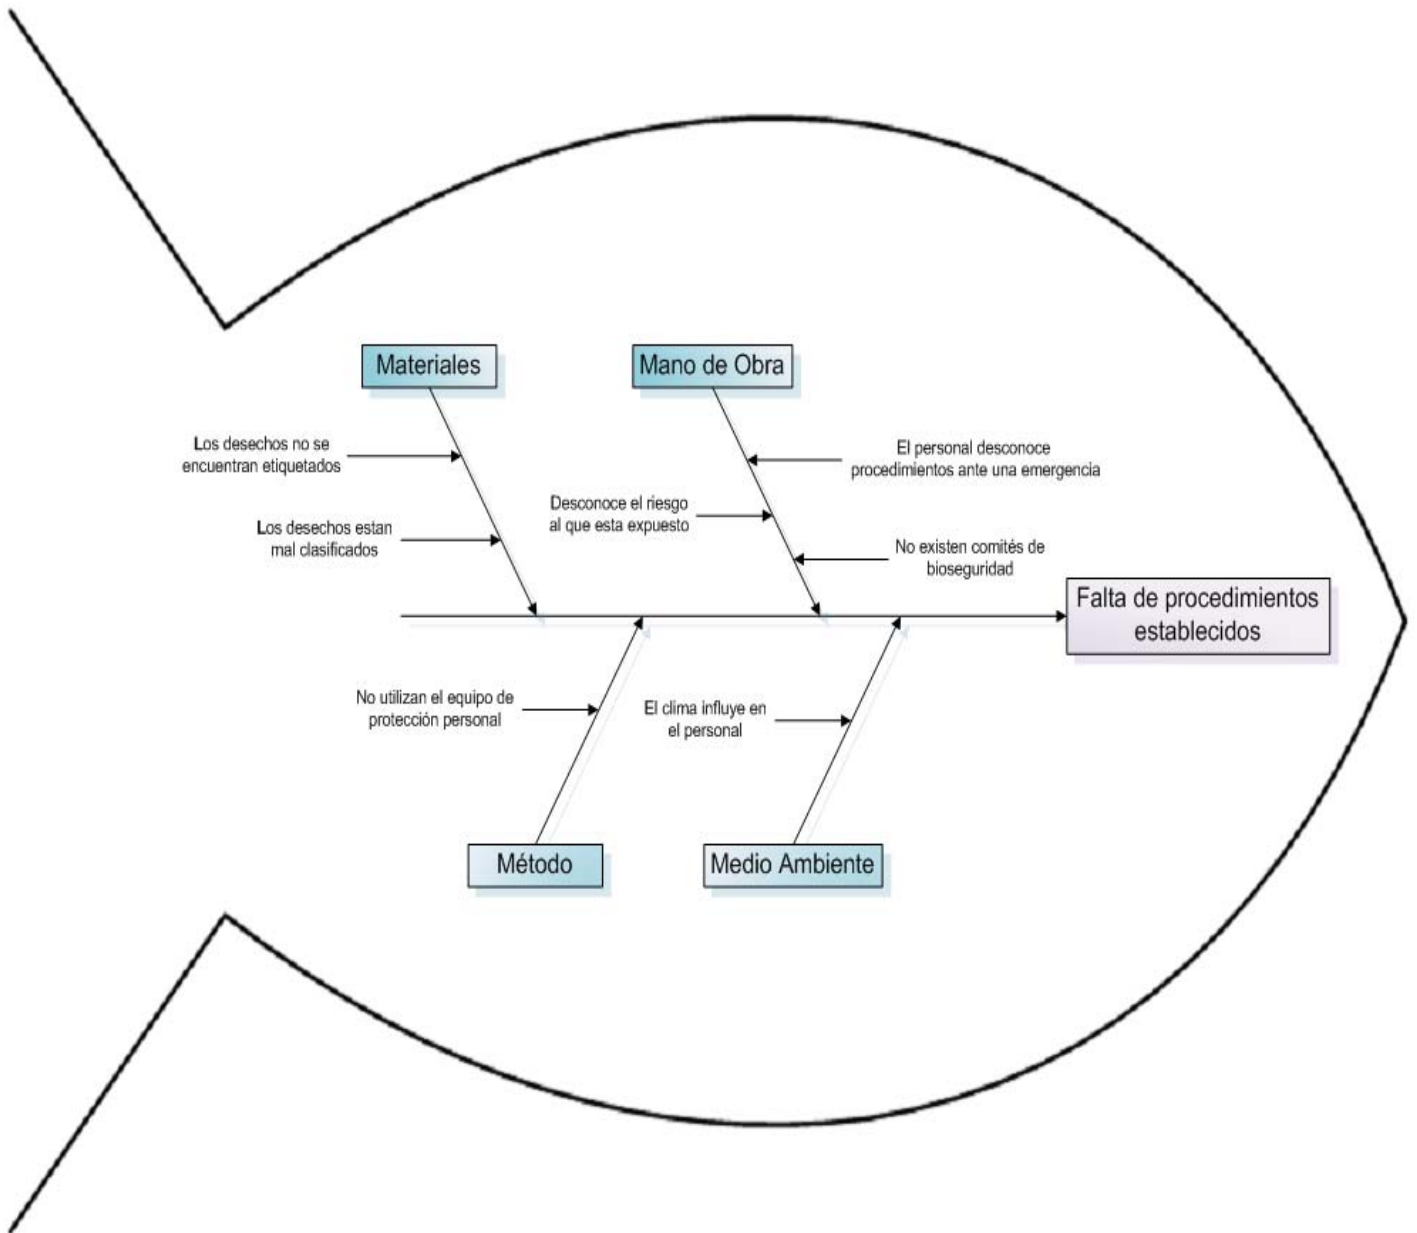 Materiales
Mano de Obra
Los desechos no se
encuentran etiquetados
El personal desconoce
procedimientos ante una emergencia
Desconoce el riesgo
al que esta expuesto
Los desechos estan
mal clasificados
No existen comités de
bioseguridad
Falta de procedimientos
establecidos
No utilizan el equipo de
protección personal
El clima influye en
el personal
Método
Medio Ambiente